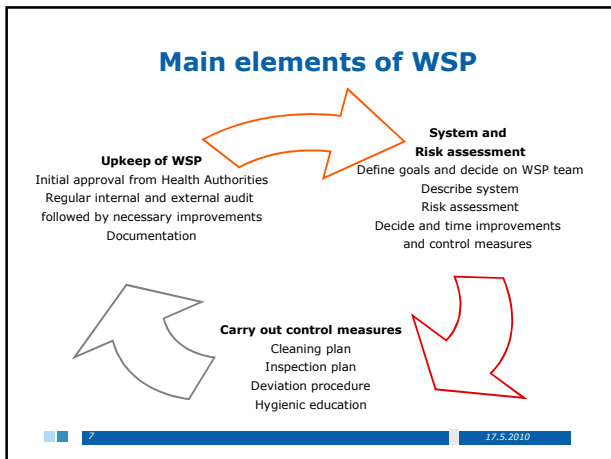 Main elements of WSP
System and
Risk assessment
Define goals and decide on WSP team
Describe system
Risk assessment
Decide and time improvements
and control measures
Carry out control measures
Cleaning plan
Inspection plan
Deviation procedure
Hygienic education
Upkeep of WSP
Initial approval from Health Authorities
Regular internal and external audit
followed by necessary improvements
Documentation
7
17.5.2010